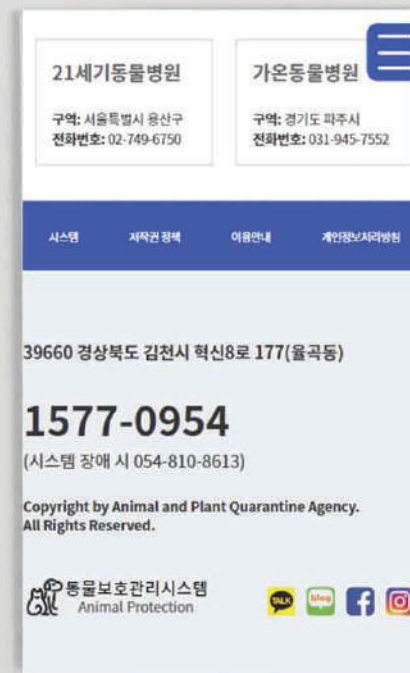 21세기동물병원
구역: 서울특별시 용산구
전화번호: 02-749-6750
가온동물병원
구역: 경기도 파주시
전화번호: 031-945-7552
시스템 저작권 정책 이용안내 개인정보처리방침
39660 경상북도 김천시 혁신8로 177(율곡동)
1577-0954
(시스템 장애 시 054-810-8613)
Copyright by Animal and Plant Quarantine Agency.
All Rights Reserved.
동물보호관리시스템
Animal Protection
TALK blog